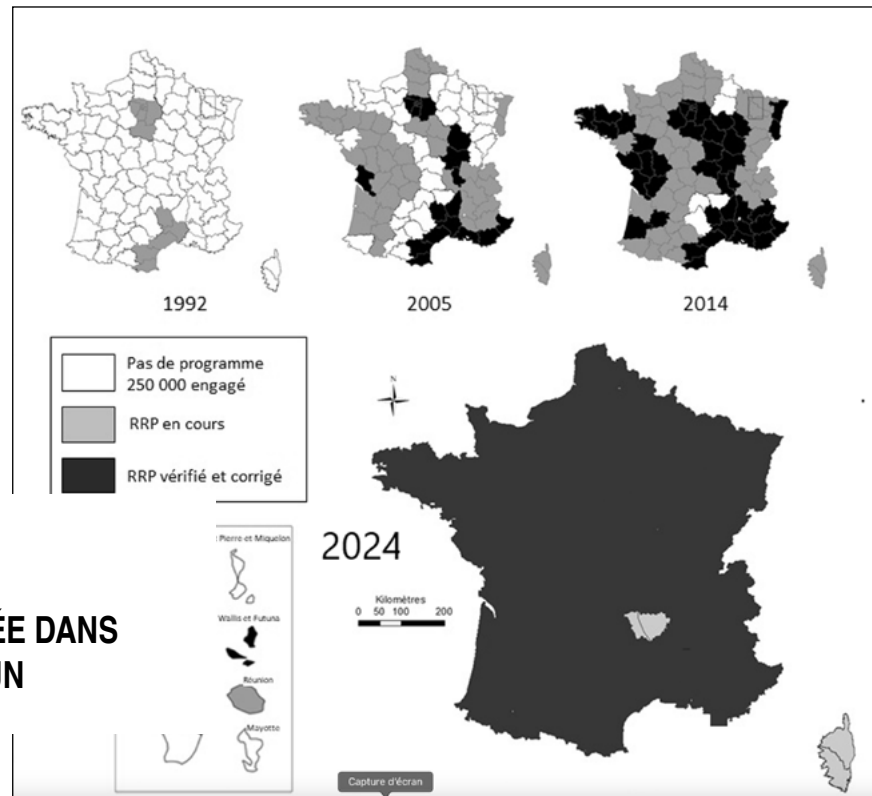 1992
2005
2014
Pas de programme
250 000 engagé
RRP en cours
RRP vérifié et corrigé
N
2024
Kilomètres
0 50 100 200
Pierre et Miquelon
Wallis et Futuna
Réunion
Mayotte
ÉE DANS
UN
Capture d'écran